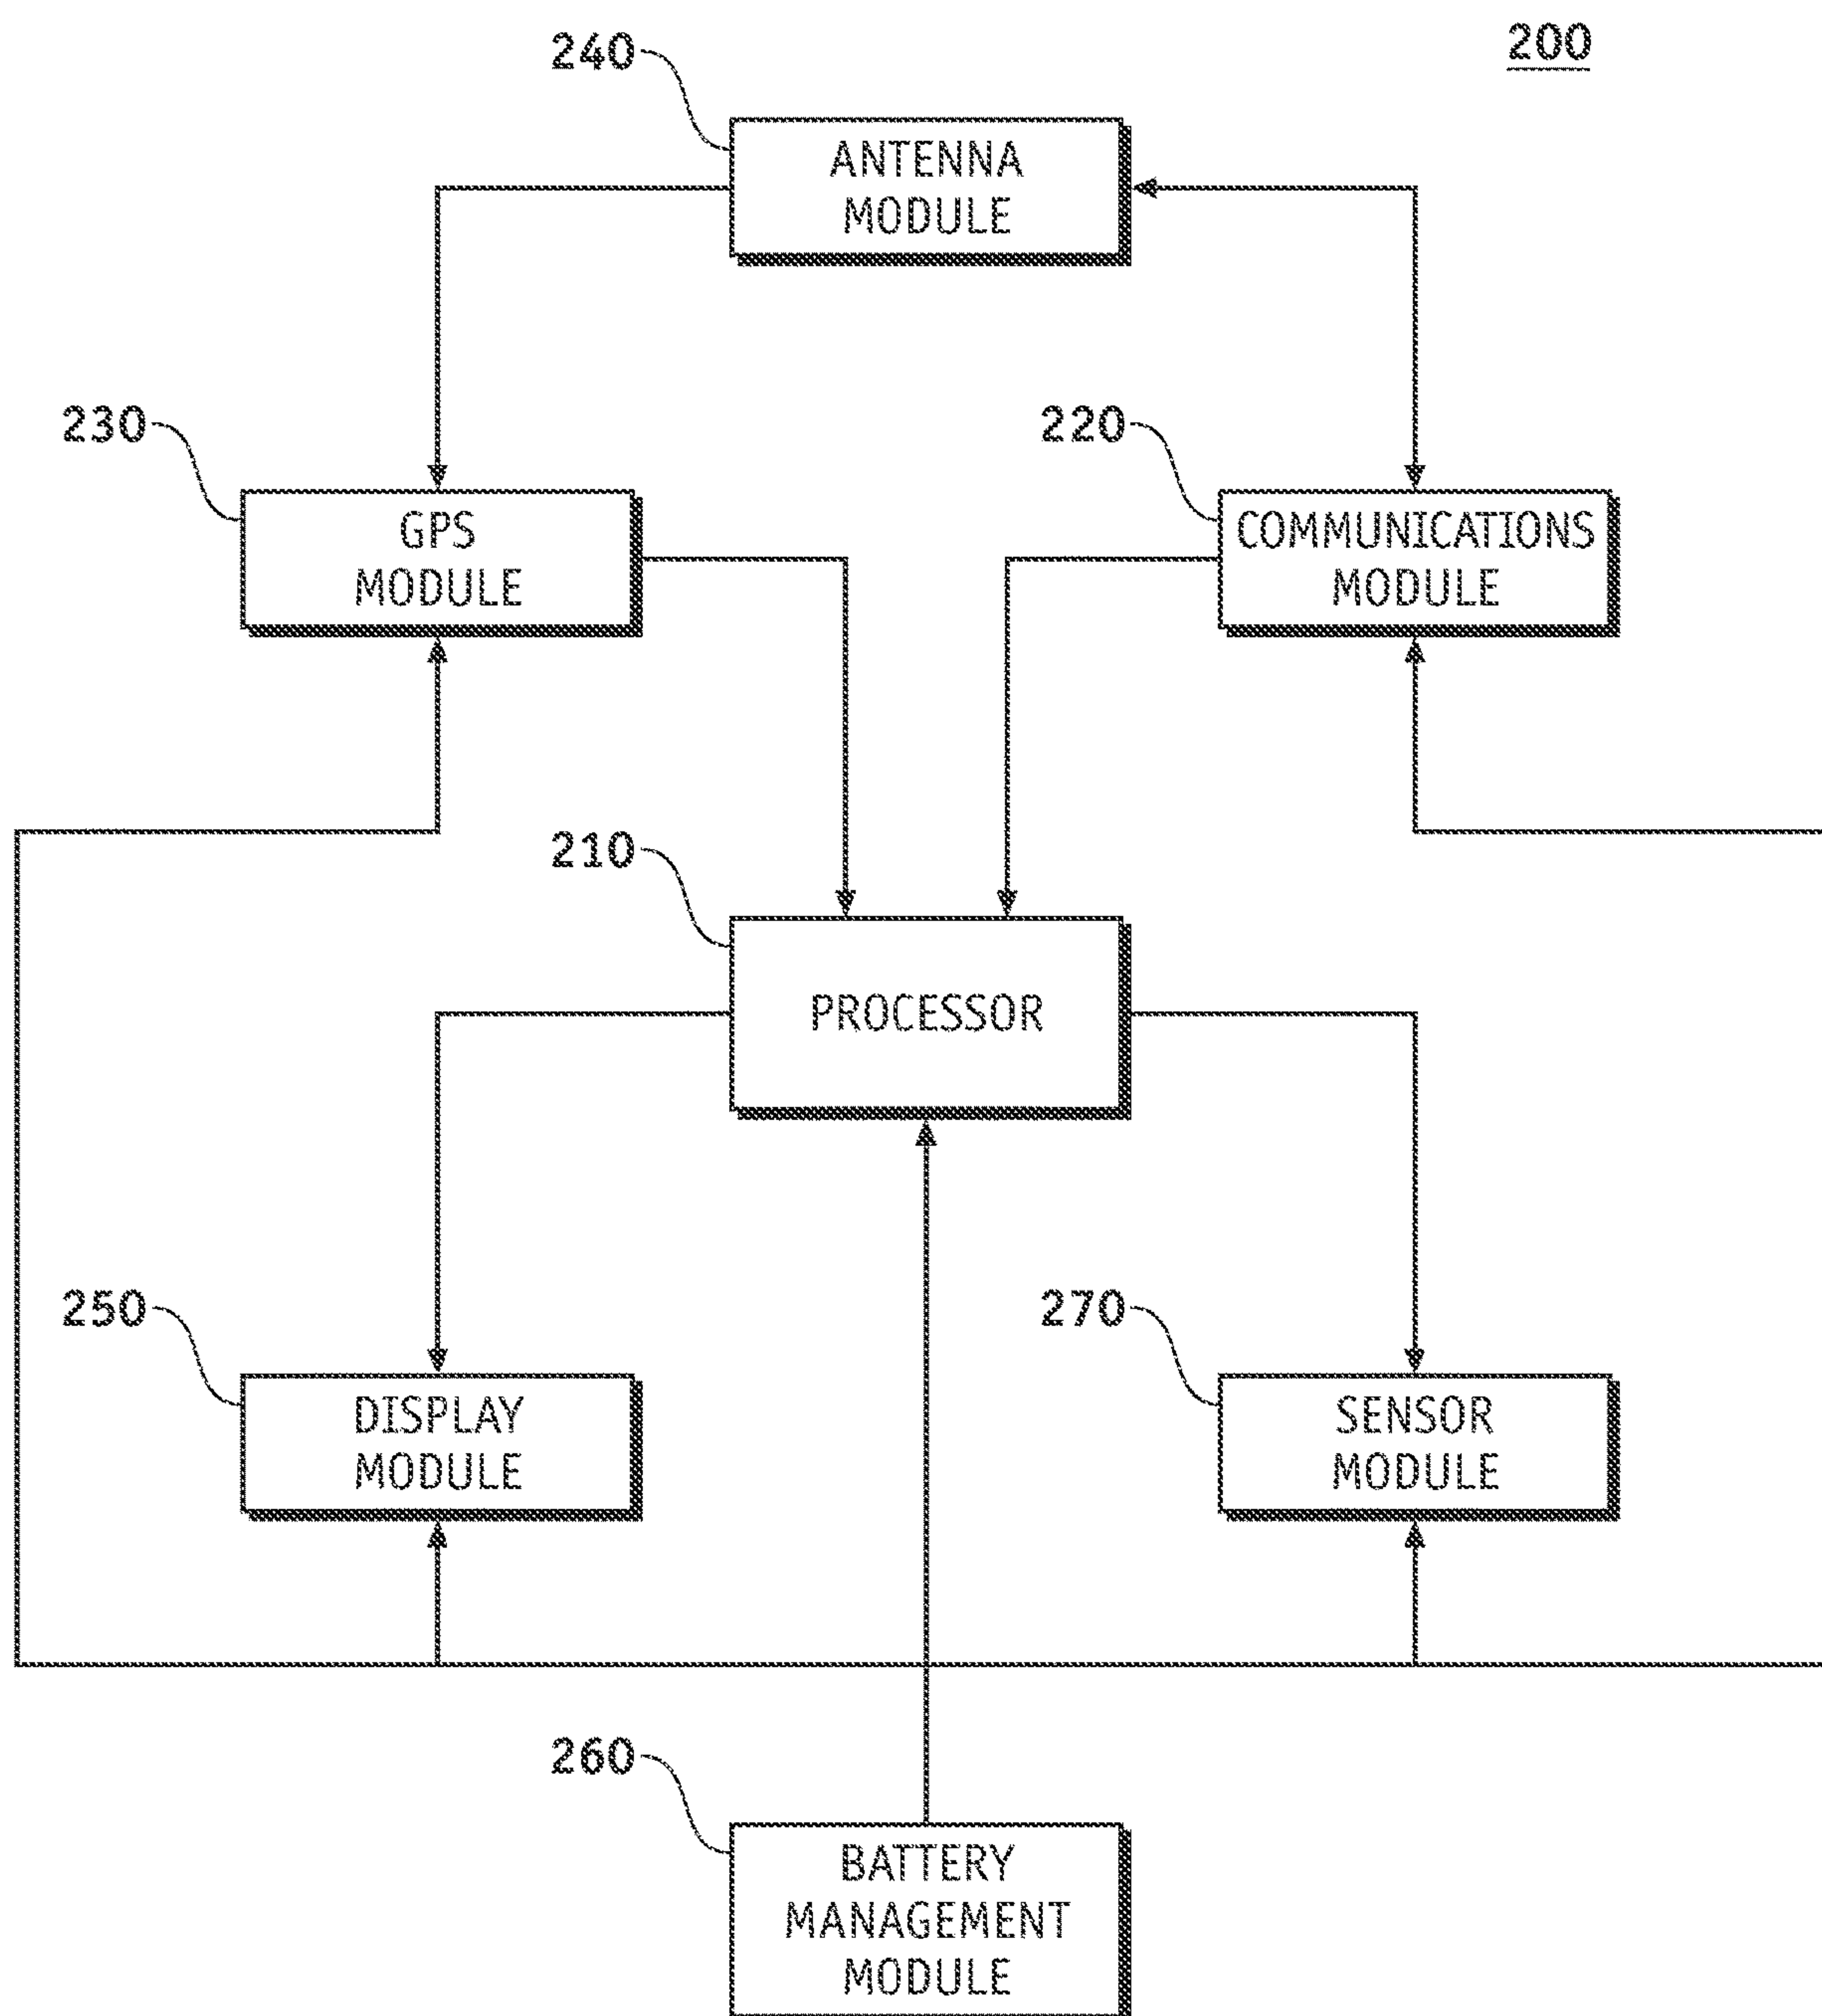 200
240
ANTENNA
MODULE
230
GPS
MODULE
220
COMMUNICATIONS
MODULE
210
PROCESSOR
250
DISPLAY
MODULE
270
SENSOR
MODULE
260
BATTERY
MANAGEMENT
MODULE